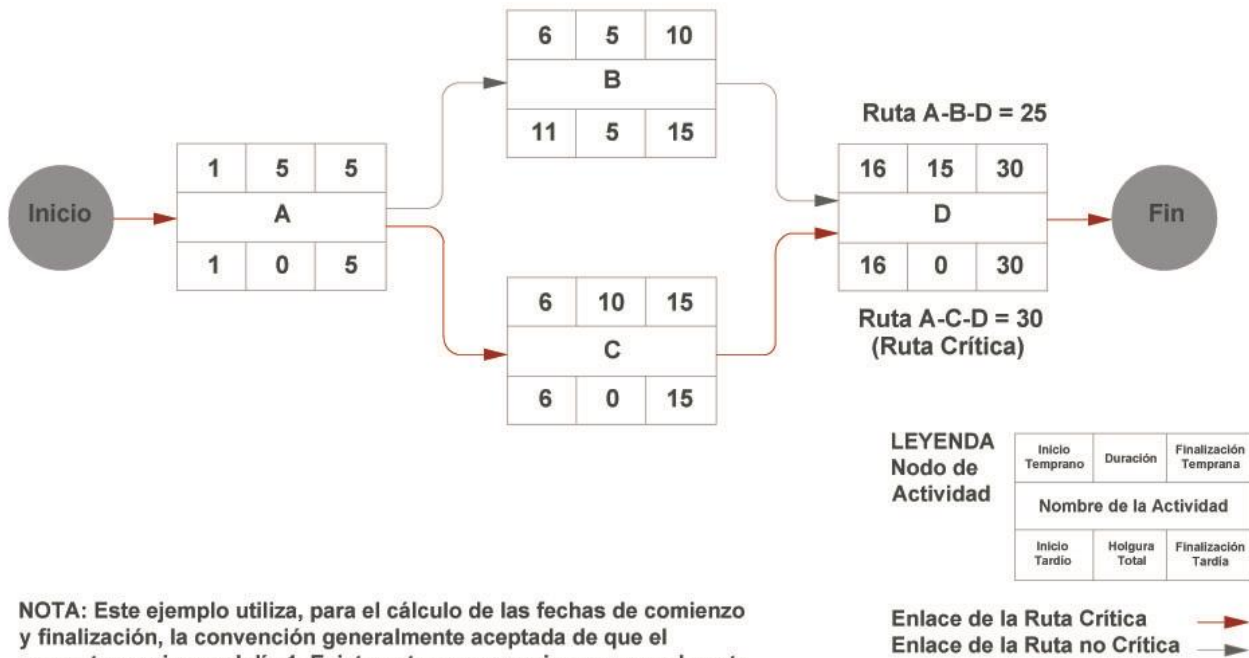 6 5 10
B
11 5 15
Ruta A-B-D = 25
1 5 5
A
1 0 5
16 15 30
D
16 0 30
Inicio
Fin
6 10 15
C
6 0 15
Ruta A-C-D = 30
(Ruta Crítica)
LEYENDA
Nodo de
Actividad
Inicio
Temprano
Duración
Finalización
Temprana
Nombre de la Actividad
Inicio
Tardío
Holgura
Total
Finalización
Tardía
NOTA: Este ejemplo utiliza, para el cálculo de las fechas de comienzo
y finalización, la convención generalmente aceptada de que el
Enlace de la Ruta Crítica
Enlace de la Ruta no Crítica